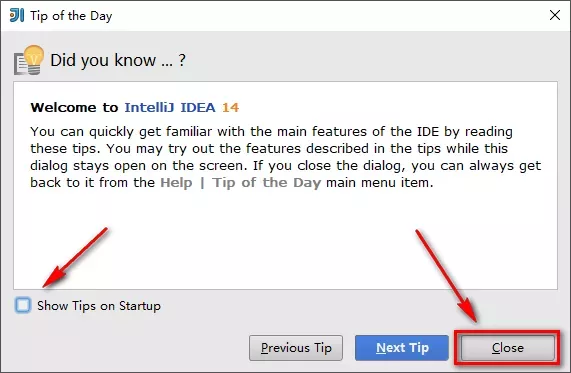 Tip of the Day
Did you know ... ?
Welcome to IntelliJ IDEA 14
You can quickly get familiar with the main features of the IDE by reading
these tips. You may try out the features described in the tips while this
dialog stays open on the screen. If you close the dialog, you can always get
back to it from the Help | Tip of the Day main menu item.
Show Tips on Startup
Previous Tip
Next Tip
Close